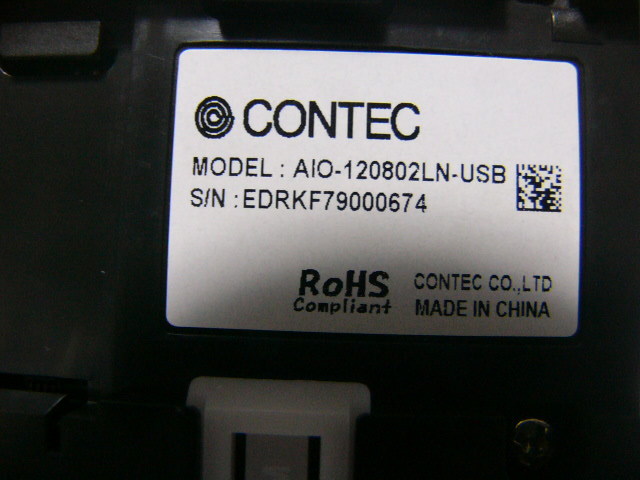 CONTEC
MODEL : AIO-120802LN-USB
S/N : EDRKF79000674
RoHS
Compliant
CONTEC CO.,LTD
MADE IN CHINA